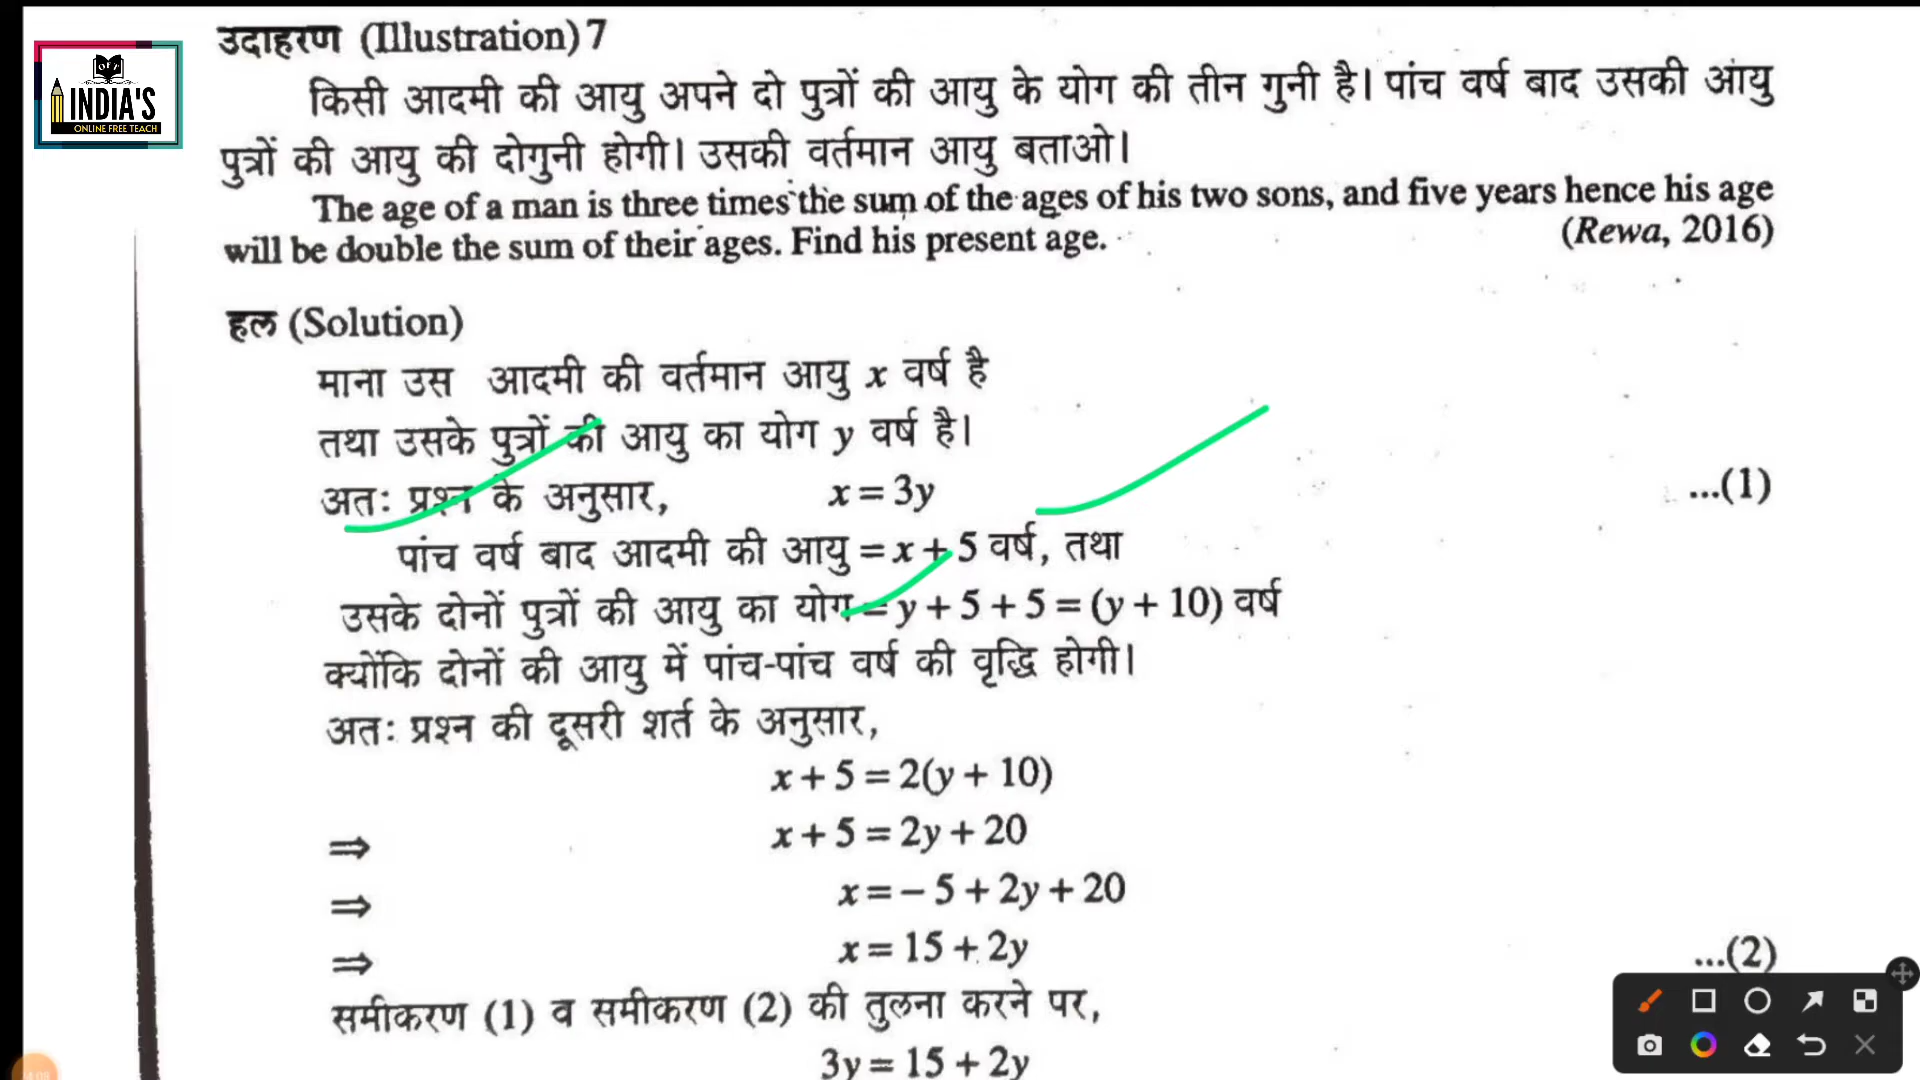 उदाहरण (Illustration) 7
INDIA'S
ONLINE FREE TEACH
किसी आदमी की आयु अपने दो पुत्रों की आयु के योग की तीन गुनी है। पांच वर्ष बाद उसकी आयु
पुत्रों की आयु की दोगुनी होगी। उसकी वर्तमान आयु बताओ।
The age of a man is three times the sum of the ages of his two sons, and five years hence his age
will be double the sum of their ages. Find his present age. (Rewa, 2016)
हल (Solution)
माना उस आदमी की वर्तमान आयु x वर्ष है
तथा उसके पुत्रों की आयु का योग y वर्ष है।
अतः प्रश्न के अनुसार, x = 3y ...(1)
पांच वर्ष बाद आदमी की आयु = x + 5 वर्ष, तथा
उसके दोनों पुत्रों की आयु का योग = y + 5 + 5 = (y + 10) वर्ष
क्योंकि दोनों की आयु में पांच-पांच वर्ष की वृद्धि होगी।
अतः प्रश्न की दूसरी शर्त के अनुसार,
x + 5 = 2(y + 10)
⇒ x + 5 = 2y + 20
⇒ x = – 5 + 2y + 20
⇒ x = 15 + 2y ...(2)
समीकरण (1) व समीकरण (2) की तुलना करने पर,
3y = 15 + 2y